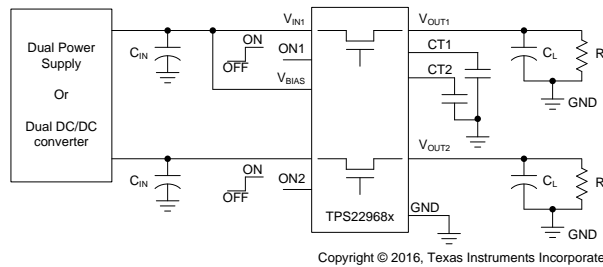 Dual Power
Supply
Or
Dual DC/DC
converter
CIN
ON
OFF
VIN1
ON1
VBIAS
VOUT1
CT1
CT2
CL
R
GND
CIN
ON
OFF
ON2
TPS22968x
GND
VOUT2
CL
R
GND
Copyright © 2016, Texas Instruments Incorporate